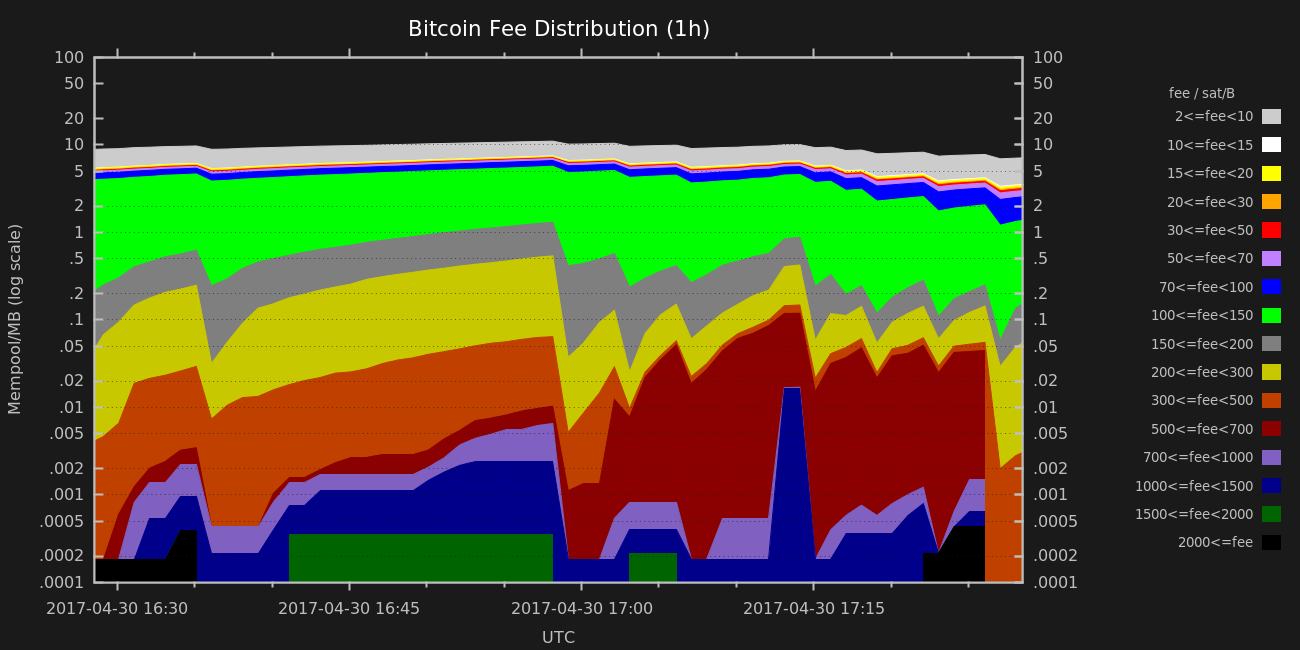 Bitcoin Fee Distribution (1h)
100
50
20
10
5
2
1
.5
.2
.1
.05
.02
.01
.005
.002
.001
.0005
.0002
.0001
Mempool/MB (log scale)
100
50
20
10
5
2
1
.5
.2
.1
.05
.02
.01
.005
.002
.001
.0005
.0002
.0001
2017-04-30 16:30
2017-04-30 16:45
2017-04-30 17:00
2017-04-30 17:15
UTC
fee / sat/B
2<=fee<10
10<=fee<15
15<=fee<20
20<=fee<30
30<=fee<50
50<=fee<70
70<=fee<100
100<=fee<150
150<=fee<200
200<=fee<300
300<=fee<500
500<=fee<700
700<=fee<1000
1000<=fee<1500
1500<=fee<2000
2000<=fee